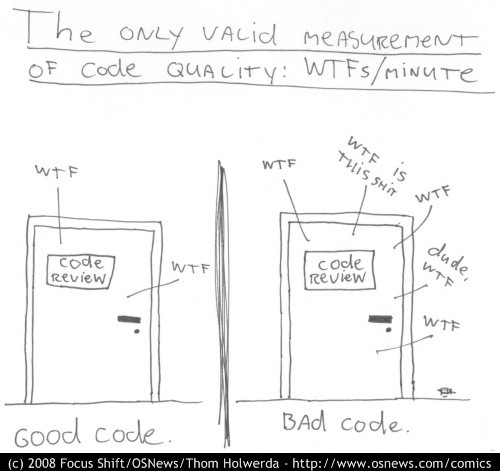 The ONLY VALID MEASUREMENT
OF Code QUALITY: WTFs/MINUTE
WTF
Code
REVIEW
WTF
GOOD Code.
WTF
WTF is
THIS SHIT
WTF
Code
REVIEW
dude,
WTF
WTF
BAd Code.
(c) 2008 Focus Shift/OSNews/Thom Holwerda - http://www.osnews.com/comics